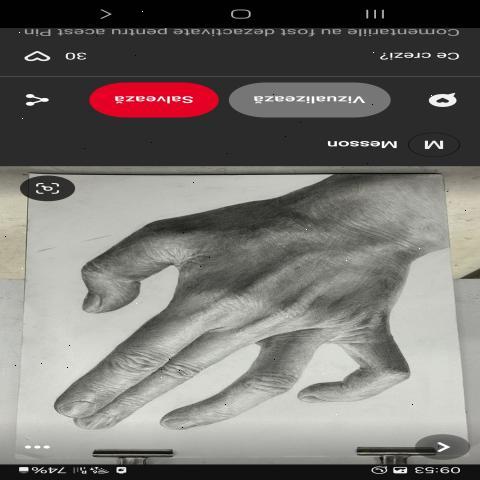 09:53 74%
M Messon
Vizualizează Salvează
Ce crezi? 30
Comentariile au fost dezactivate pentru acest Pin